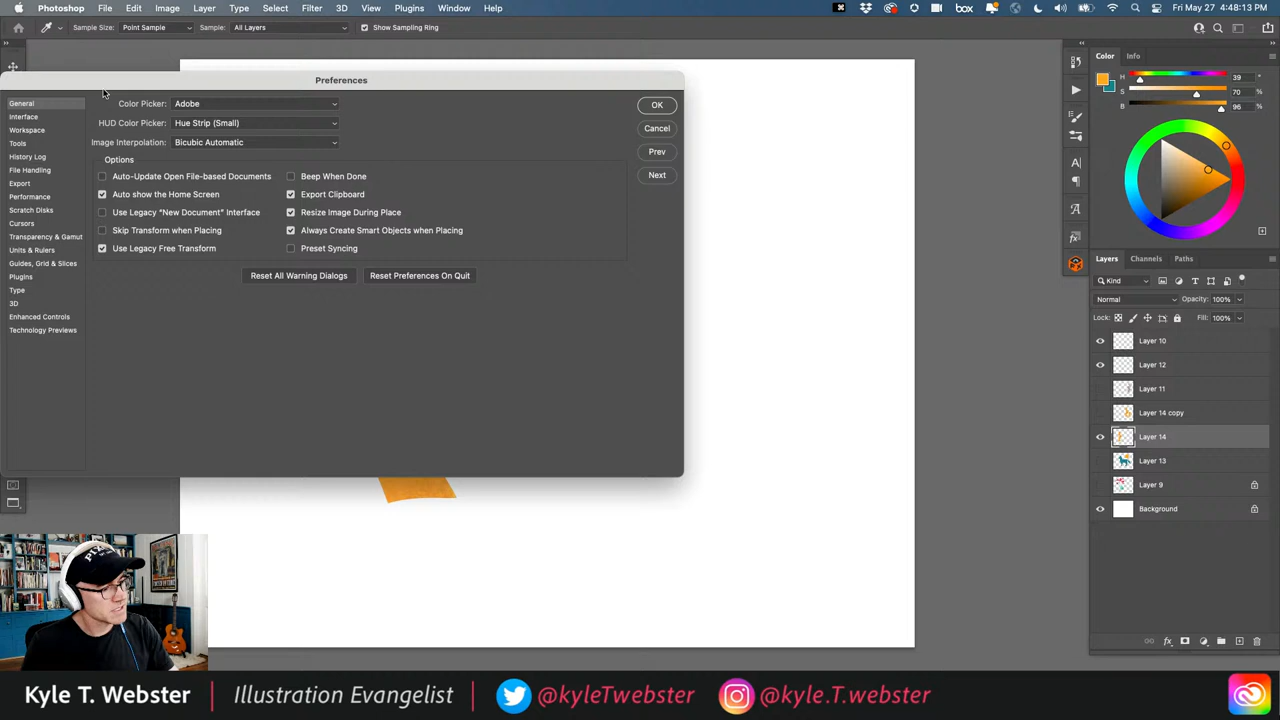 Photoshop File Edit Image Layer Type Select Filter 3D View Plugins Window Help box Fri May 27 4:48:13 PM
Sample Size: Point Sample Sample: All Layers Show Sampling Ring
Preferences
General
Interface
Workspace
Tools
History Log
File Handling
Export
Performance
Scratch Disks
Cursors
Transparency & Gamut
Units & Rulers
Guides, Grid & Slices
Plugins
Type
3D
Enhanced Controls
Technology Previews
Color Picker: Adobe
HUD Color Picker: Hue Strip (Small)
Image Interpolation: Bicubic Automatic
Options
Auto-Update Open File-based Documents
Auto show the Home Screen
Use Legacy "New Document" Interface
Skip Transform when Placing
Use Legacy Free Transform
Beep When Done
Export Clipboard
Resize Image During Place
Always Create Smart Objects when Placing
Preset Syncing
Reset All Warning Dialogs Reset Preferences On Quit
OK
Cancel
Prev
Next
Color Info
H 39 °
S 70 %
B 96 %
Layers Channels Paths
Kind
Normal Opacity: 100%
Lock: Fill: 100%
Layer 10
Layer 12
Layer 11
Layer 14 copy
Layer 14
Layer 13
Layer 9
Background
Kyle T. Webster | Illustration Evangelist | @kyleTwebster @kyle.T.webster